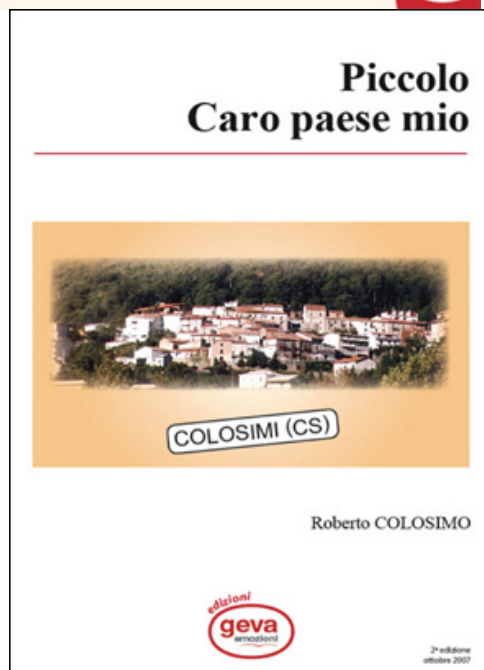 Piccolo
Caro paese mio
COLOSIMI (CS)
Roberto COLOSIMO
edizioni
geva
emozioni
2ª edizione
ottobre 2007